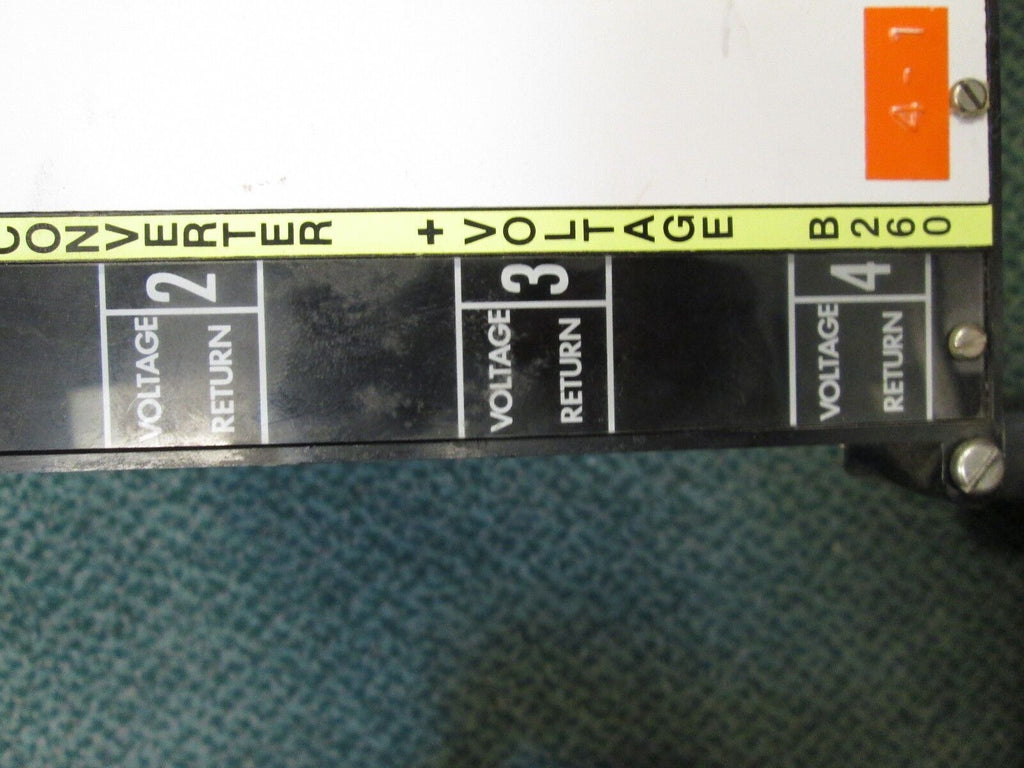 CONVERTER + VOLTAGE B260
2
VOLTAGE
RETURN
3
VOLTAGE
RETURN
4
VOLTAGE
RETURN
4-1